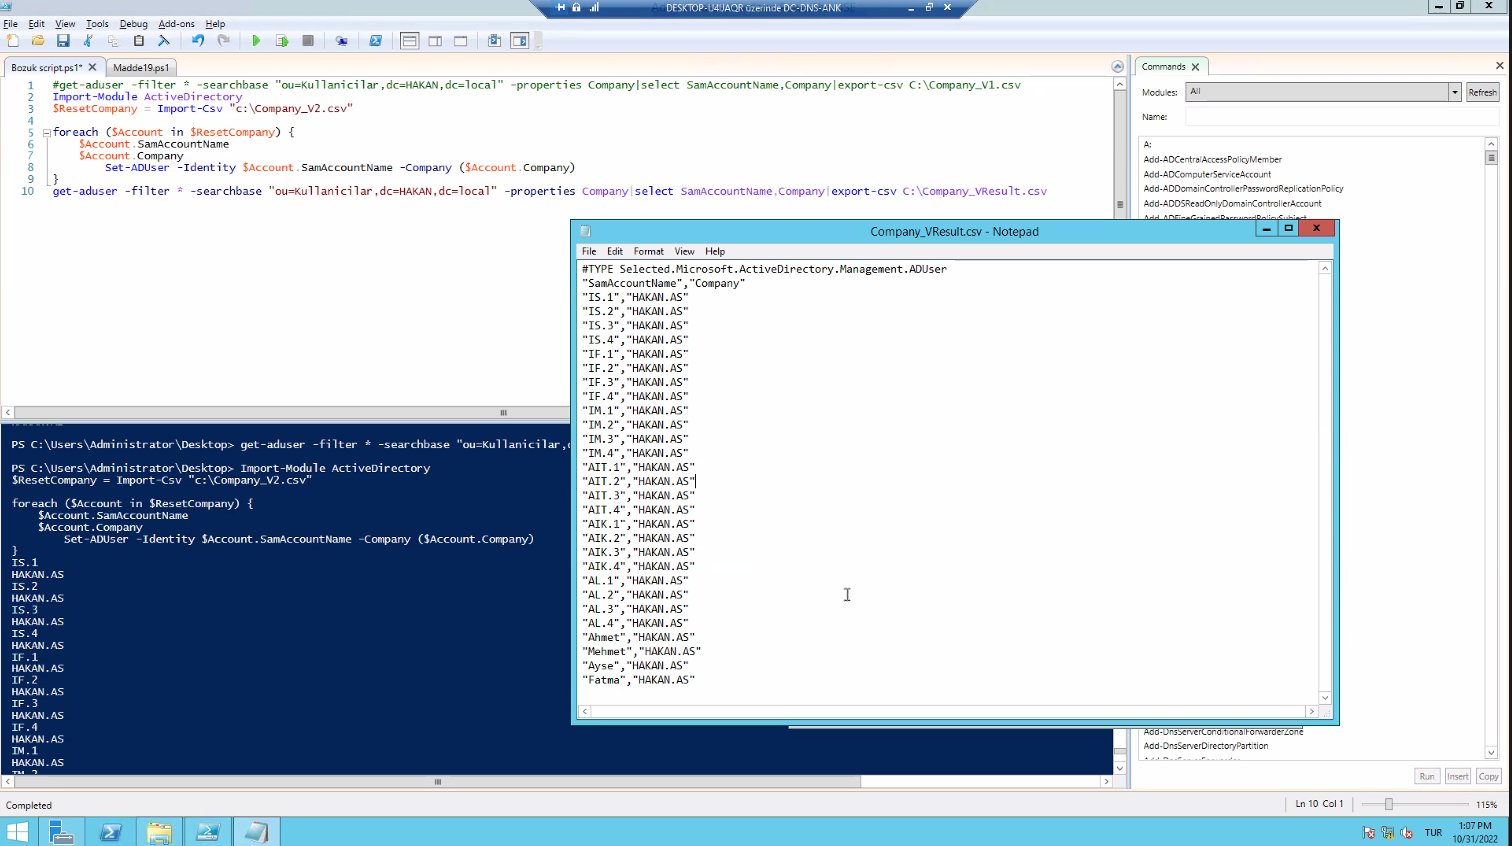 DESKTOP-U4UAQR üzerinde DC-DNS-ANK
File Edit View Tools Debug Add-ons Help
Bozuk script.ps1*
Madde19.ps1
1 #get-aduser -filter * -searchbase "ou=Kullanicilar,dc=HAKAN,dc=local" -properties Company|select SamAccountName,Company|export-csv C:\Company_V1.csv
2 Import-Module ActiveDirectory
3 $ResetCompany = Import-Csv "c:\Company_V2.csv"
4
5 foreach ($Account in $ResetCompany) {
6 $Account.SamAccountName
7 $Account.Company
8 Set-ADUser -Identity $Account.SamAccountName -Company ($Account.Company)
9 }
10 get-aduser -filter * -searchbase "ou=Kullanicilar,dc=HAKAN,dc=local" -properties Company|select SamAccountName,Company|export-csv C:\Company_VResult.csv
PS C:\Users\Administrator\Desktop> get-aduser -filter * -searchbase "ou=Kullanicilar,
PS C:\Users\Administrator\Desktop> Import-Module ActiveDirectory
$ResetCompany = Import-Csv "c:\Company_V2.csv"
foreach ($Account in $ResetCompany) {
$Account.SamAccountName
$Account.Company
Set-ADUser -Identity $Account.SamAccountName -Company ($Account.Company)
}
IS.1
HAKAN.AS
IS.2
HAKAN.AS
IS.3
HAKAN.AS
IS.4
HAKAN.AS
IF.1
HAKAN.AS
IF.2
HAKAN.AS
IF.3
HAKAN.AS
IF.4
HAKAN.AS
IM.1
HAKAN.AS
IM.2
Company_VResult.csv - Notepad
File Edit Format View Help
#TYPE Selected.Microsoft.ActiveDirectory.Management.ADUser
"SamAccountName","Company"
"IS.1","HAKAN.AS"
"IS.2","HAKAN.AS"
"IS.3","HAKAN.AS"
"IS.4","HAKAN.AS"
"IF.1","HAKAN.AS"
"IF.2","HAKAN.AS"
"IF.3","HAKAN.AS"
"IF.4","HAKAN.AS"
"IM.1","HAKAN.AS"
"IM.2","HAKAN.AS"
"IM.3","HAKAN.AS"
"IM.4","HAKAN.AS"
"AIT.1","HAKAN.AS"
"AIT.2","HAKAN.AS"
"AIT.3","HAKAN.AS"
"AIT.4","HAKAN.AS"
"AIK.1","HAKAN.AS"
"AIK.2","HAKAN.AS"
"AIK.3","HAKAN.AS"
"AIK.4","HAKAN.AS"
"AL.1","HAKAN.AS"
"AL.2","HAKAN.AS"
"AL.3","HAKAN.AS"
"AL.4","HAKAN.AS"
"Ahmet","HAKAN.AS"
"Mehmet","HAKAN.AS"
"Ayse","HAKAN.AS"
"Fatma","HAKAN.AS"
Commands
Modules: All Refresh
Name:
A:
Add-ADCentralAccessPolicyMember
Add-ADComputerServiceAccount
Add-ADDomainControllerPasswordReplicationPolicy
Add-ADDSReadOnlyDomainControllerAccount
Add-ADFineGrainedPasswordPolicySubject
Add-DnsServerConditionalForwarderZone
Add-DnsServerDirectoryPartition
Add-DnsServerForwarder
Run Insert Copy
Completed
Ln 10 Col 1
115%
TUR
1:07 PM
10/31/2022